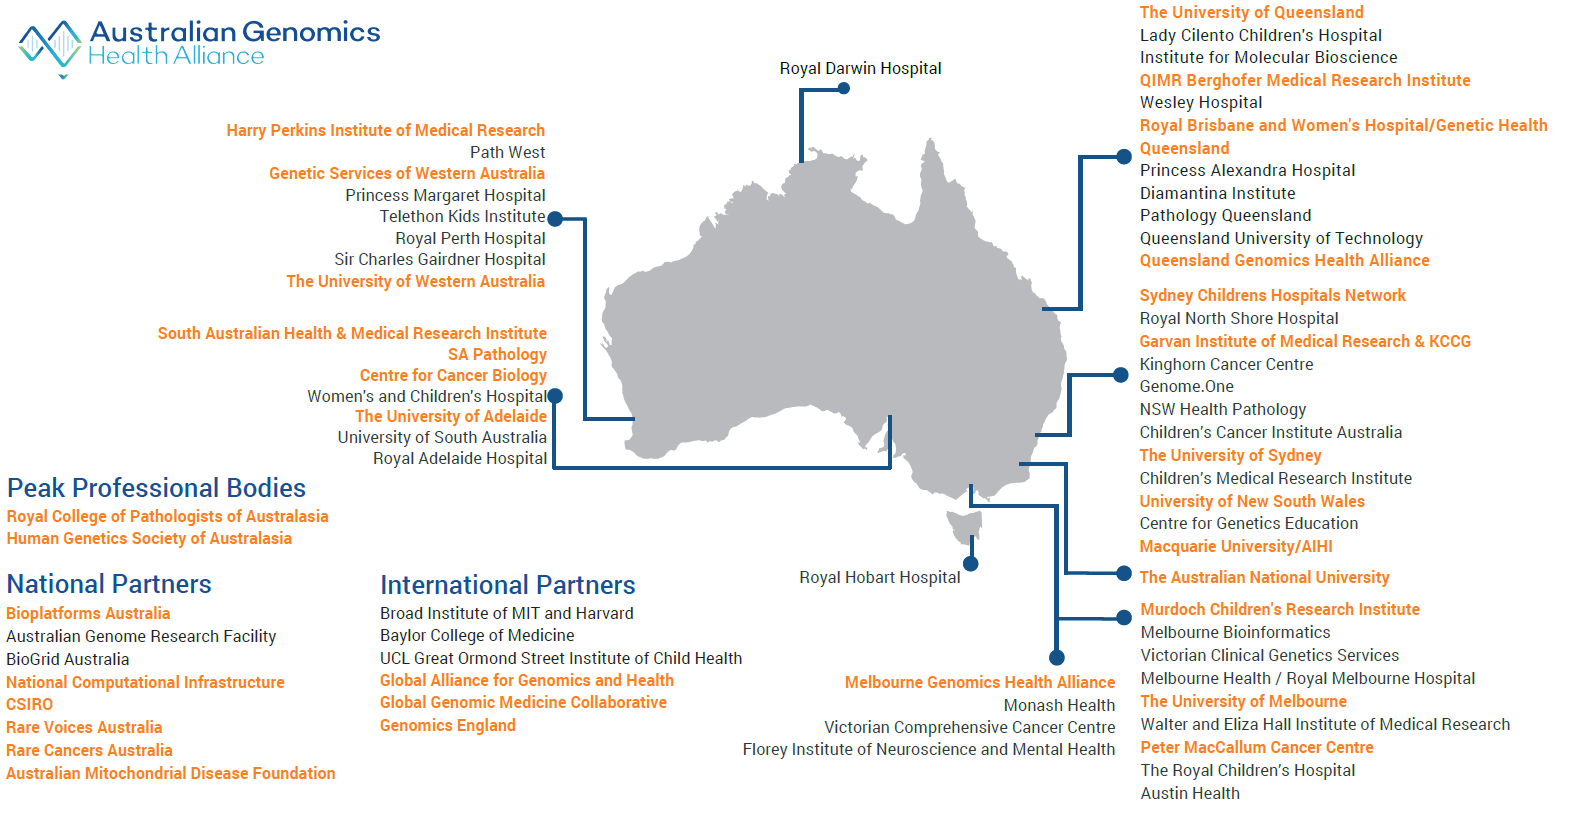 Australian Genomics
Health Alliance
Royal Darwin Hospital
Harry Perkins Institute of Medical Research
Path West
Genetic Services of Western Australia
Princess Margaret Hospital
Telethon Kids Institute
Royal Perth Hospital
Sir Charles Gairdner Hospital
The University of Western Australia
South Australian Health & Medical Research Institute
SA Pathology
Centre for Cancer Biology
Women's and Children's Hospital
The University of Adelaide
University of South Australia
Royal Adelaide Hospital
Peak Professional Bodies
Royal College of Pathologists of Australasia
Human Genetics Society of Australasia
National Partners
Bioplatforms Australia
Australian Genome Research Facility
BioGrid Australia
National Computational Infrastructure
CSIRO
Rare Voices Australia
Rare Cancers Australia
Australian Mitochondrial Disease Foundation
International Partners
Broad Institute of MIT and Harvard
Baylor College of Medicine
UCL Great Ormond Street Institute of Child Health
Global Alliance for Genomics and Health
Global Genomic Medicine Collaborative
Genomics England
Royal Hobart Hospital
Melbourne Genomics Health Alliance
Monash Health
Victorian Comprehensive Cancer Centre
Florey Institute of Neuroscience and Mental Health
The University of Queensland
Lady Cilento Children's Hospital
Institute for Molecular Bioscience
QIMR Berghofer Medical Research Institute
Wesley Hospital
Royal Brisbane and Women's Hospital/Genetic Health
Queensland
Princess Alexandra Hospital
Diamantina Institute
Pathology Queensland
Queensland University of Technology
Queensland Genomics Health Alliance
Sydney Childrens Hospitals Network
Royal North Shore Hospital
Garvan Institute of Medical Research & KCCG
Kinghorn Cancer Centre
Genome.One
NSW Health Pathology
Children's Cancer Institute Australia
The University of Sydney
Children's Medical Research Institute
University of New South Wales
Centre for Genetics Education
Macquarie University/AIHI
The Australian National University
Murdoch Children's Research Institute
Melbourne Bioinformatics
Victorian Clinical Genetics Services
Melbourne Health / Royal Melbourne Hospital
The University of Melbourne
Walter and Eliza Hall Institute of Medical Research
Peter MacCallum Cancer Centre
The Royal Children's Hospital
Austin Health